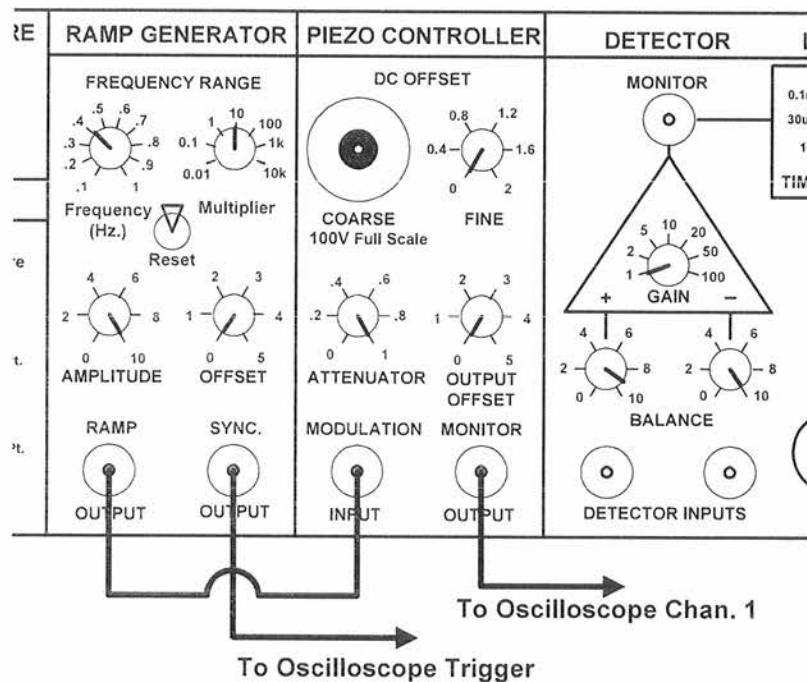 RE
RAMP GENERATOR
PIEZO CONTROLLER
DETECTOR
FREQUENCY RANGE
.1 .2 .3 .4 .5 .6 .7 .8 .9 1
0.01 0.1 1 10 100 1k 10k
Frequency
(Hz.)
Multiplier
Reset
0 2 4 6 8 10
AMPLITUDE
0 1 2 3 4 5
OFFSET
RAMP
OUTPUT
SYNC.
OUTPUT
DC OFFSET
COARSE
100V Full Scale
0 0.4 0.8 1.2 1.6 2
FINE
0 .2 .4 .6 .8 1
ATTENUATOR
0 1 2 3 4 5
OUTPUT
OFFSET
MODULATION
INPUT
MONITOR
OUTPUT
MONITOR
1 2 5 10 20 50 100
GAIN
+ −
0 2 4 6 8 10
0 2 4 6 8 10
BALANCE
DETECTOR INPUTS
30u
TIM
To Oscilloscope Chan. 1
To Oscilloscope Trigger